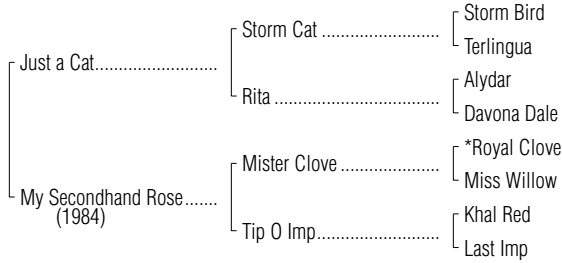 Storm Bird
Storm Cat ..............................
Terlingua
Just a Cat..........................
Alydar
Rita ..........................................
Davona Dale
*Royal Clove
Mister Clove .........................
Miss Willow
My Secondhand Rose.......
(1984)
Khal Red
Tip O Imp...............................
Last Imp